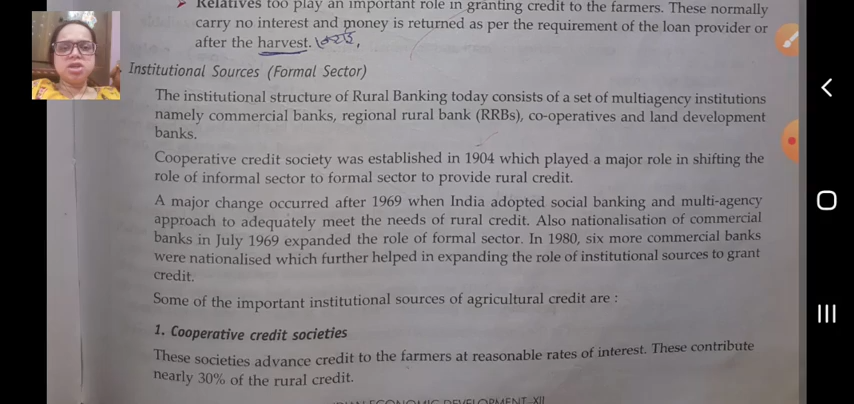 ➤ Relatives too play an important role in granting credit to the farmers. These normally
carry no interest and money is returned as per the requirement of the loan provider or
after the harvest.
Institutional Sources (Formal Sector)
The institutional structure of Rural Banking today consists of a set of multiagency institutions
namely commercial banks, regional rural bank (RRBs), co-operatives and land development
banks.
Cooperative credit society was established in 1904 which played a major role in shifting the
role of informal sector to formal sector to provide rural credit.
A major change occurred after 1969 when India adopted social banking and multi-agency
approach to adequately meet the needs of rural credit. Also nationalisation of commercial
banks in July 1969 expanded the role of formal sector. In 1980, six more commercial banks
were nationalised which further helped in expanding the role of institutional sources to grant
credit.
Some of the important institutional sources of agricultural credit are :
1. Cooperative credit societies
These societies advance credit to the farmers at reasonable rates of interest. These contribute
nearly 30% of the rural credit.
ECONOMIC DEVELOPMENT XII